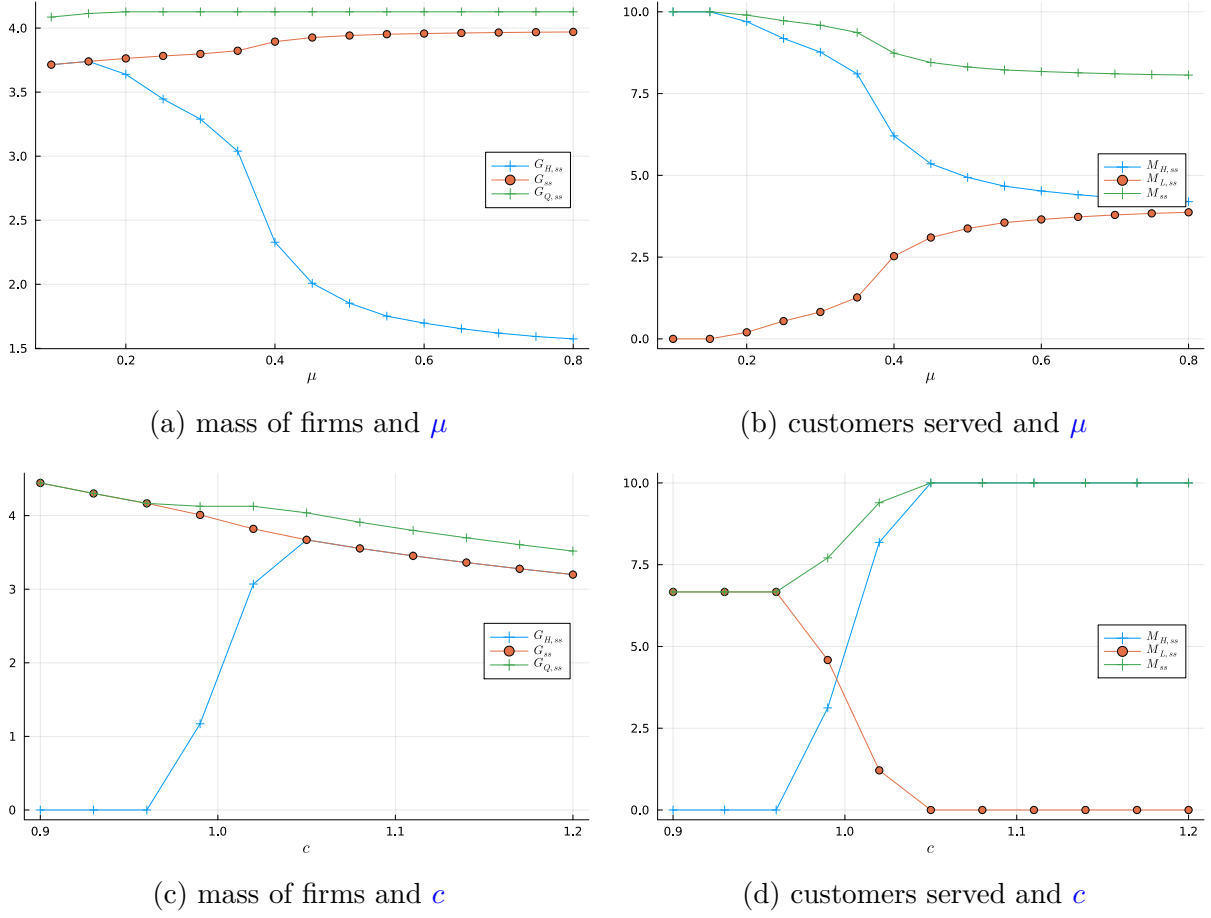 4.0
3.5
3.0
2.5
2.0
1.5
0.2
0.4
0.6
0.8
μ
G_{H,ss}
G_{ss}
G_{Q,ss}
(a) mass of firms and μ
10.0
7.5
5.0
2.5
0.0
0.2
0.4
0.6
0.8
μ
M_{H,ss}
M_{L,ss}
M_{ss}
(b) customers served and μ
4
3
2
1
0
0.9
1.0
1.1
1.2
c
G_{H,ss}
G_{ss}
G_{Q,ss}
(c) mass of firms and c
10.0
7.5
5.0
2.5
0.0
0.9
1.0
1.1
1.2
c
M_{H,ss}
M_{L,ss}
M_{ss}
(d) customers served and c